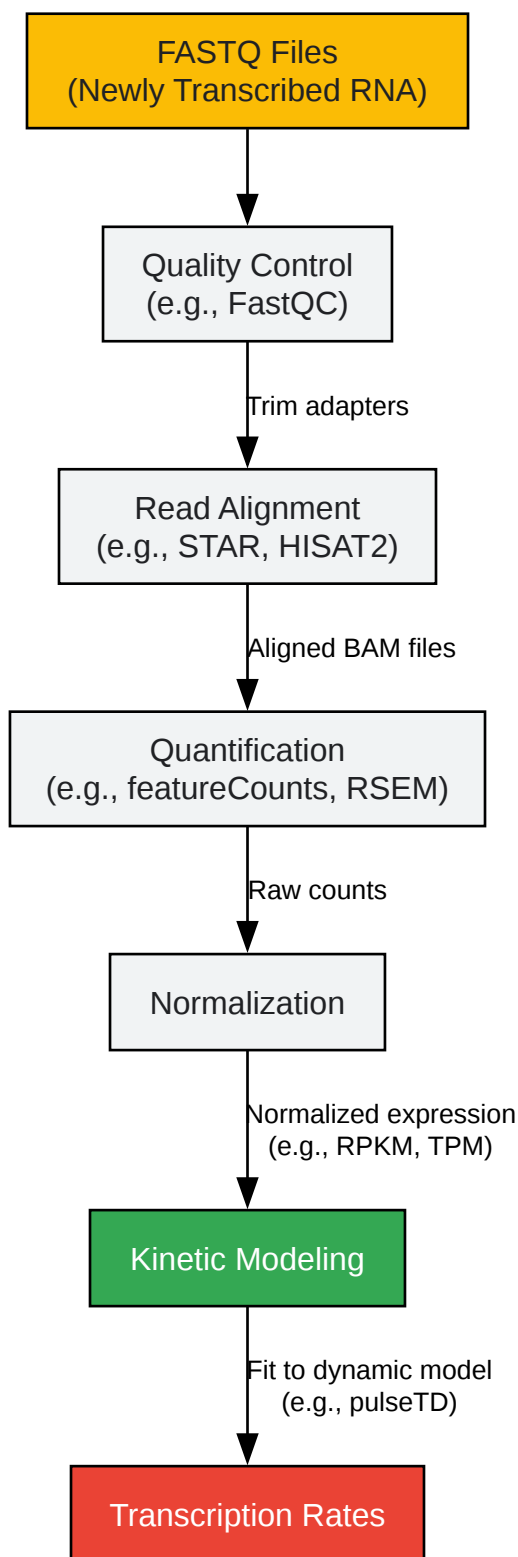 FASTQ Files
(Newly Transcribed RNA)
Quality Control
(e.g., FastQC)
Trim adapters
Read Alignment
(e.g., STAR, HISAT2)
Aligned BAM files
Quantification
(e.g., featureCounts, RSEM)
Raw counts
Normalization
Normalized expression
(e.g., RPKM, TPM)
Kinetic Modeling
Fit to dynamic model
(e.g., pulseTD)
Transcription Rates